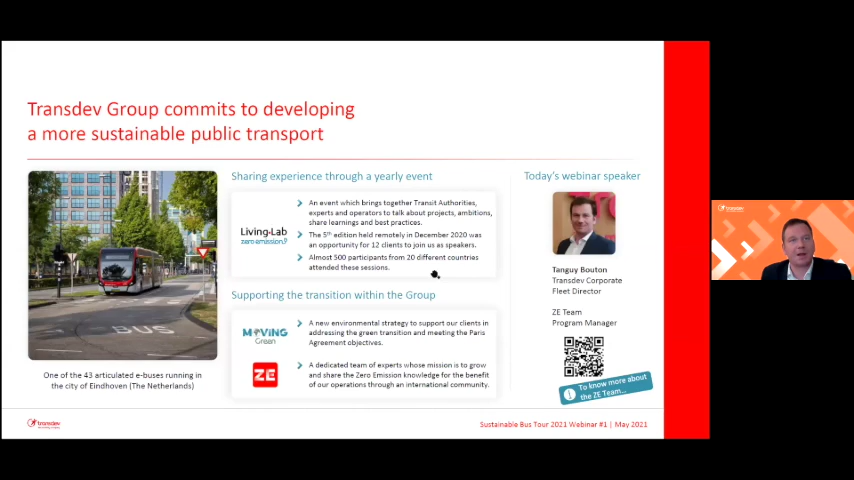 Transdev Group commits to developing
a more sustainable public transport
Sharing experience through a yearly event
Living-Lab
zero emission
An event which brings together Transit Authorities,
experts and operators to talk about projects, ambitions,
share learnings and best practices.
The 5th edition held remotely in December 2020 was
an opportunity for 12 clients to join us as speakers.
Almost 500 participants from 20 different countries
attended these sessions.
Supporting the transition within the Group
MOVING
Green
A new environmental strategy to support our clients in
addressing the green transition and meeting the Paris
Agreement objectives.
ZE
A dedicated team of experts whose mission is to grow
and share the Zero Emission knowledge for the benefit
of our operations through an international community.
BUS
One of the 43 articulated e-buses running in
the city of Eindhoven (The Netherlands)
Today's webinar speaker
Tanguy Bouton
Transdev Corporate
Fleet Director
ZE Team
Program Manager
To know more about
the ZE Team...
transdev
Sustainable Bus Tour 2021 Webinar #1 | May 2021
transdev